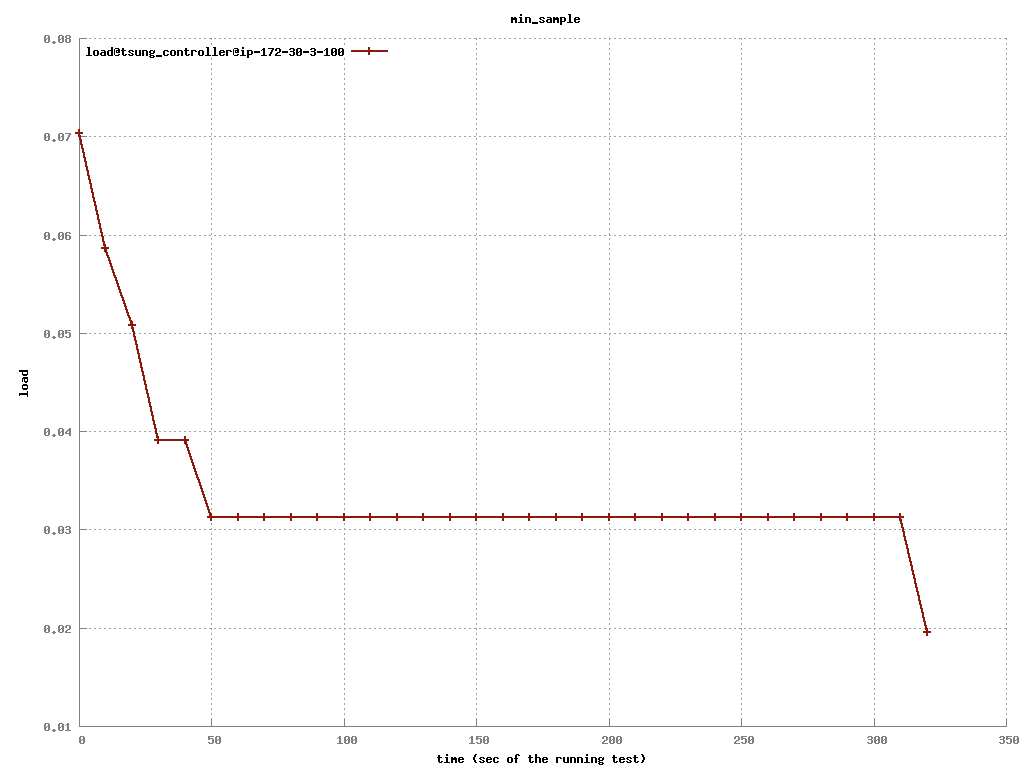 min_sample
load@tsung_controller@ip-172-30-3-100
0.08
0.07
0.06
0.05
0.04
0.03
0.02
0.01
load
0 50 100 150 200 250 300 350
time (sec of the running test)